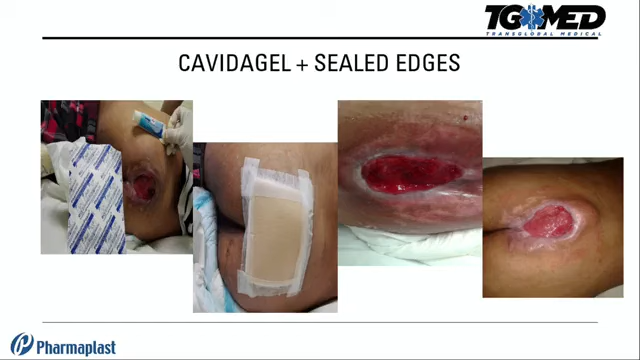 TGMED
TRANSGLOBAL MEDICAL
CAVIDAGEL + SEALED EDGES
Pharmaplast